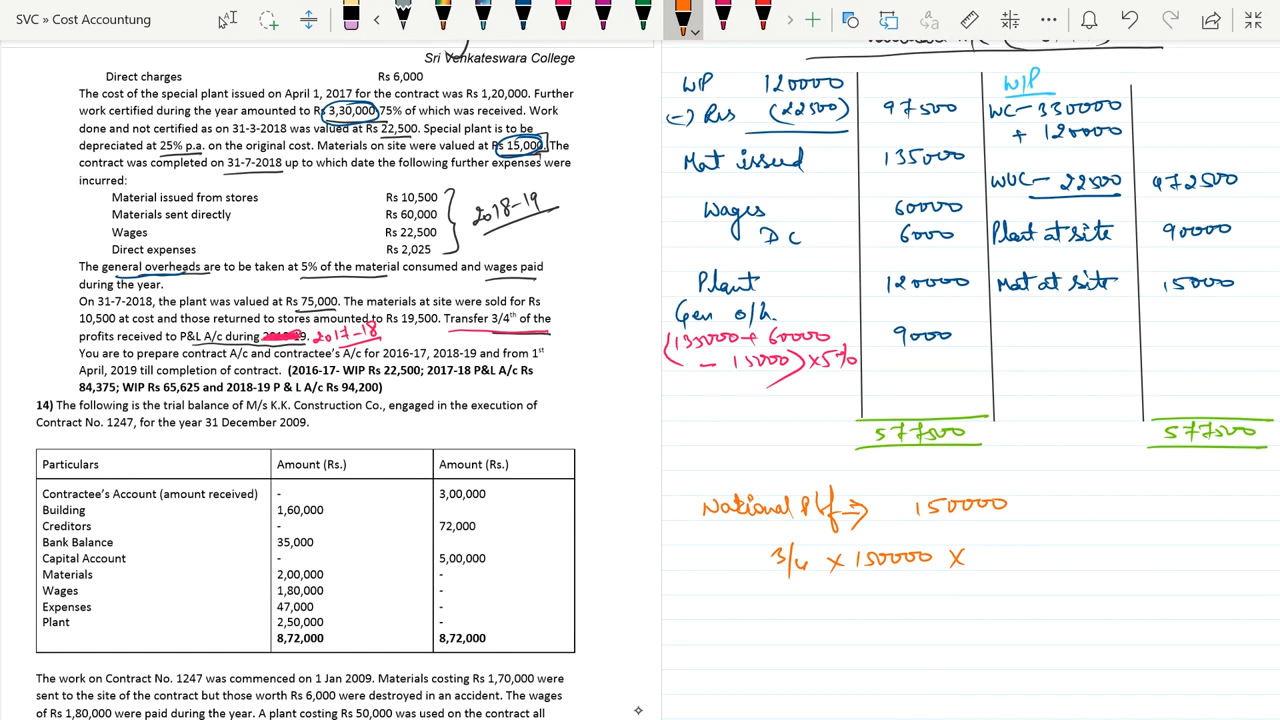 SVC » Cost Accountung
Sri Venkateswara College
Direct charges Rs 6,000
The cost of the special plant issued on April 1, 2017 for the contract was Rs 1,20,000. Further
work certified during the year amounted to Rs 3,30,000 75% of which was received. Work
done and not certified as on 31-3-2018 was valued at Rs 22,500. Special plant is to be
depreciated at 25% p.a. on the original cost. Materials on site were valued at Rs 15,000. The
contract was completed on 31-7-2018 up to which date the following further expenses were
incurred:
Material issued from stores Rs 10,500
Materials sent directly Rs 60,000
Wages Rs 22,500
Direct expenses Rs 2,025
2018-19
The general overheads are to be taken at 5% of the material consumed and wages paid
during the year.
On 31-7-2018, the plant was valued at Rs 75,000. The materials at site were sold for Rs
10,500 at cost and those returned to stores amounted to Rs 19,500. Transfer 3/4th of the
profits received to P&L A/c during 9. 2017-18
You are to prepare contract A/c and contractee's A/c for 2016-17, 2018-19 and from 1st
April, 2019 till completion of contract. (2016-17- WIP Rs 22,500; 2017-18 P&L A/c Rs
84,375; WIP Rs 65,625 and 2018-19 P & L A/c Rs 94,200)
14) The following is the trial balance of M/s K.K. Construction Co., engaged in the execution of
Contract No. 1247, for the year 31 December 2009.
Particulars Amount (Rs.) Amount (Rs.)
Contractee's Account (amount received) - 3,00,000
Building 1,60,000
Creditors - 72,000
Bank Balance 35,000
Capital Account - 5,00,000
Materials 2,00,000 -
Wages 1,80,000 -
Expenses 47,000 -
Plant 2,50,000 -
8,72,000 8,72,000
The work on Contract No. 1247 was commenced on 1 Jan 2009. Materials costing Rs 1,70,000 were
sent to the site of the contract but those worth Rs 6,000 were destroyed in an accident. The wages
of Rs 1,80,000 were paid during the year. A plant costing Rs 50,000 was used on the contract all
WIP 120000 WIP
(-) Res (22500) 97500 WC - 330000
+ 120000
Mat issued 135000
WUC - 22500 472500
Wages 60000
DC 6000 Plant at site 90000
Plant 120000 Mat at site 15000
Gen o/h.
(135000 + 60000 9000
- 15000) × 5%
577500 577500
National Pf ⇒ 150000
3/4 × 150000 ×